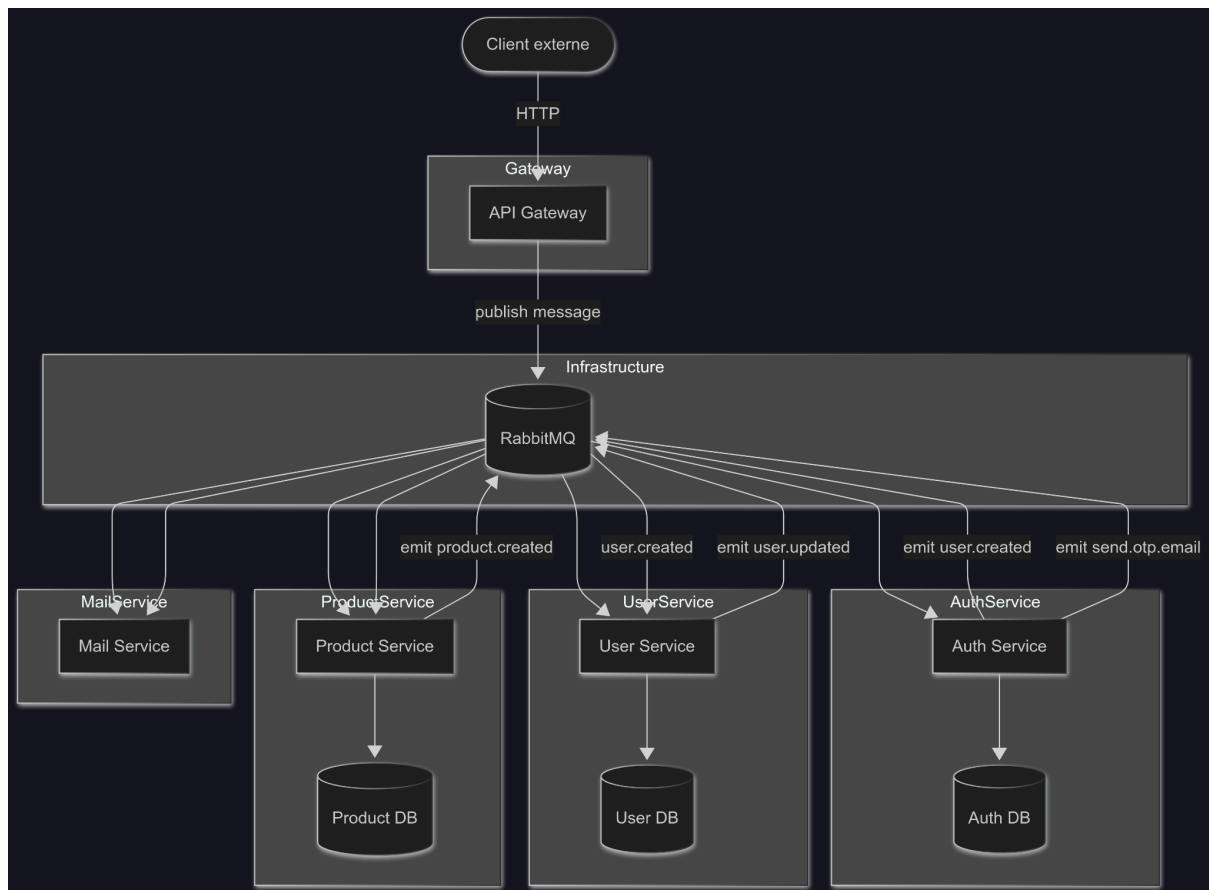 Client externe
HTTP
Gateway
API Gateway
publish message
Infrastructure
RabbitMQ
emit product.created
user.created
emit user.updated
emit user.created
emit send.otp.email
MailService
ProductService
UserService
AuthService
Mail Service
Product Service
User Service
Auth Service
Product DB
User DB
Auth DB